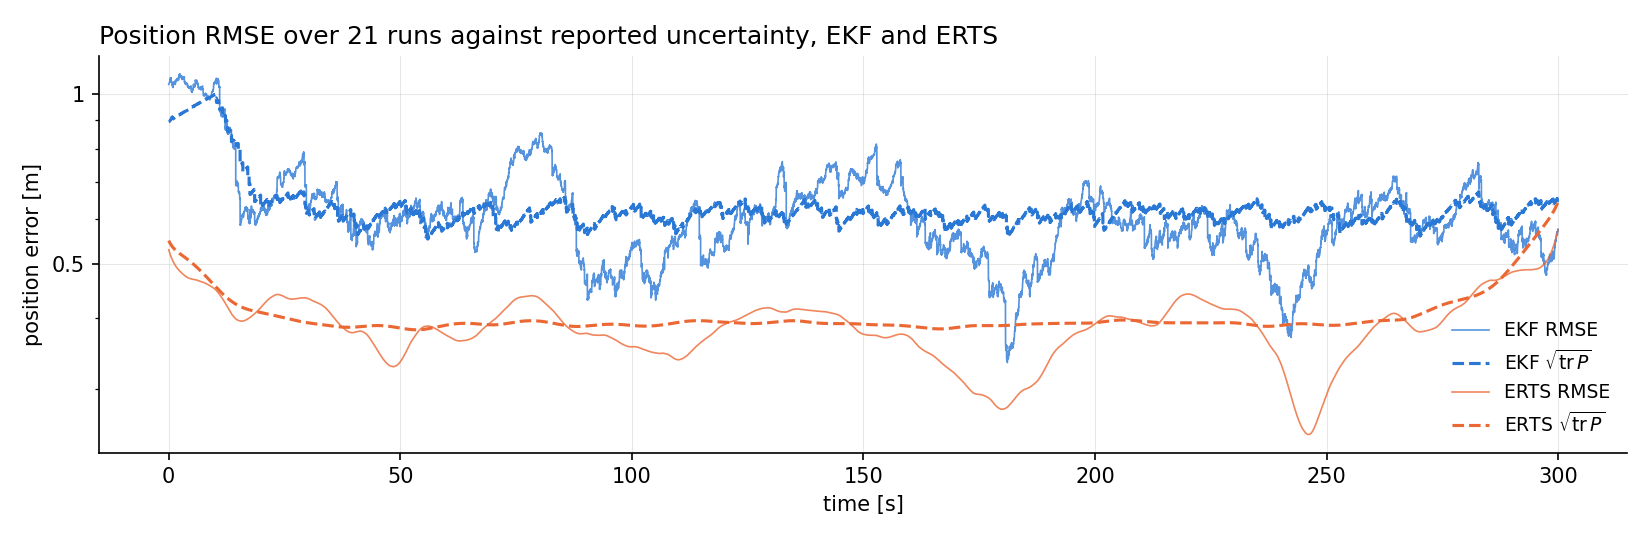 Position RMSE over 21 runs against reported uncertainty, EKF and ERTS
position error [m]
1
0.5
EKF RMSE
EKF √tr P
ERTS RMSE
ERTS √tr P
0 50 100 150 200 250 300
time [s]